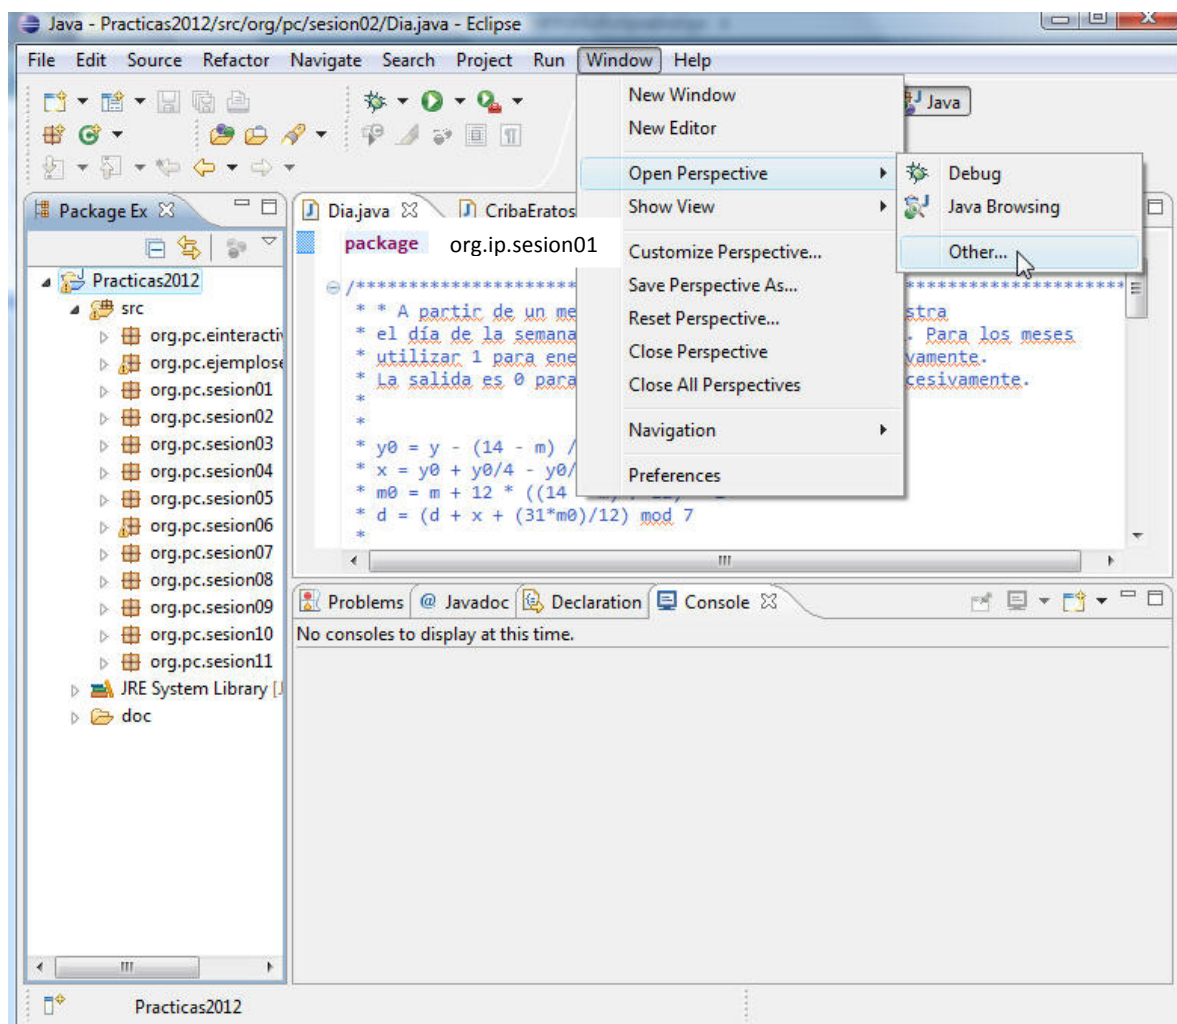 Java - Practicas2012/src/org/pc/sesion02/Dia.java - Eclipse
File Edit Source Refactor Navigate Search Project Run Window Help
New Window
New Editor
Open Perspective
Show View
Customize Perspective...
Save Perspective As...
Reset Perspective...
Close Perspective
Close All Perspectives
Navigation
Preferences
Java
Debug
Java Browsing
Other...
Package Ex
Practicas2012
src
org.pc.einteracti
org.pc.ejemplose
org.pc.sesion01
org.pc.sesion02
org.pc.sesion03
org.pc.sesion04
org.pc.sesion05
org.pc.sesion06
org.pc.sesion07
org.pc.sesion08
org.pc.sesion09
org.pc.sesion10
org.pc.sesion11
JRE System Library [J
doc
Dia.java CribaEratos
package org.ip.sesion01
* * A partir de un me stra
* el día de la semana . Para los meses
* utilizar 1 para ene vamente.
* La salida es 0 para cesivamente.
*
*
* y0 = y - (14 - m) /
* x = y0 + y0/4 - y0/
* m0 = m + 12 * ((14
* d = (d + x + (31*m0)/12) mod 7
*
Problems @ Javadoc Declaration Console
No consoles to display at this time.
Practicas2012